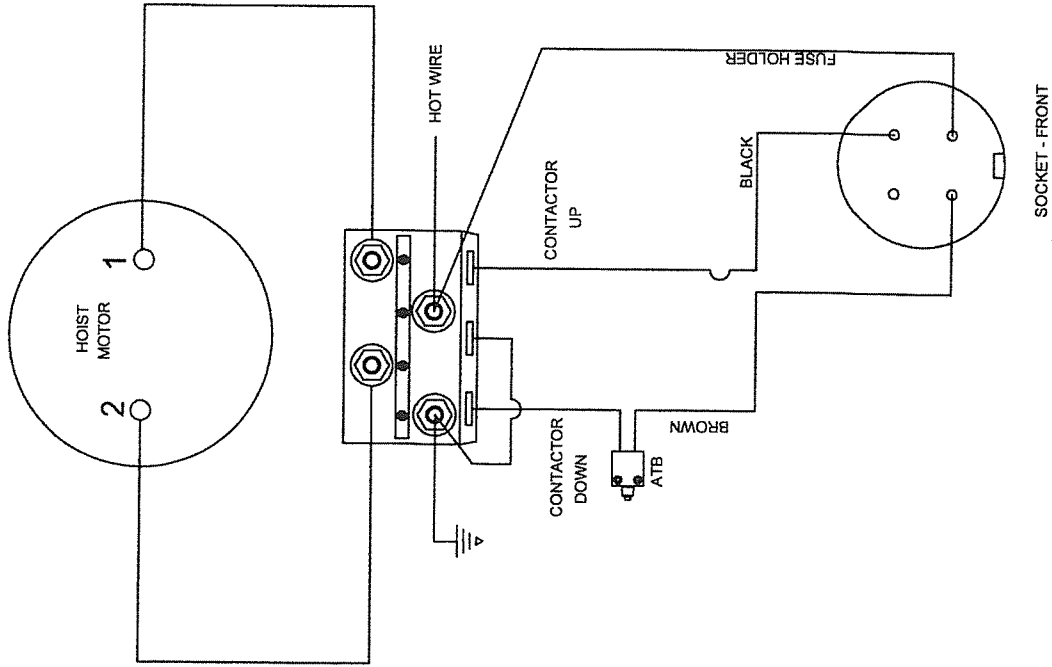 1
HOIST
MOTOR
2
HOT WIRE
FUSE HOLDER
CONTACTOR
UP
BLACK
CONTACTOR
DOWN
BROWN
ATB
SOCKET - FRONT